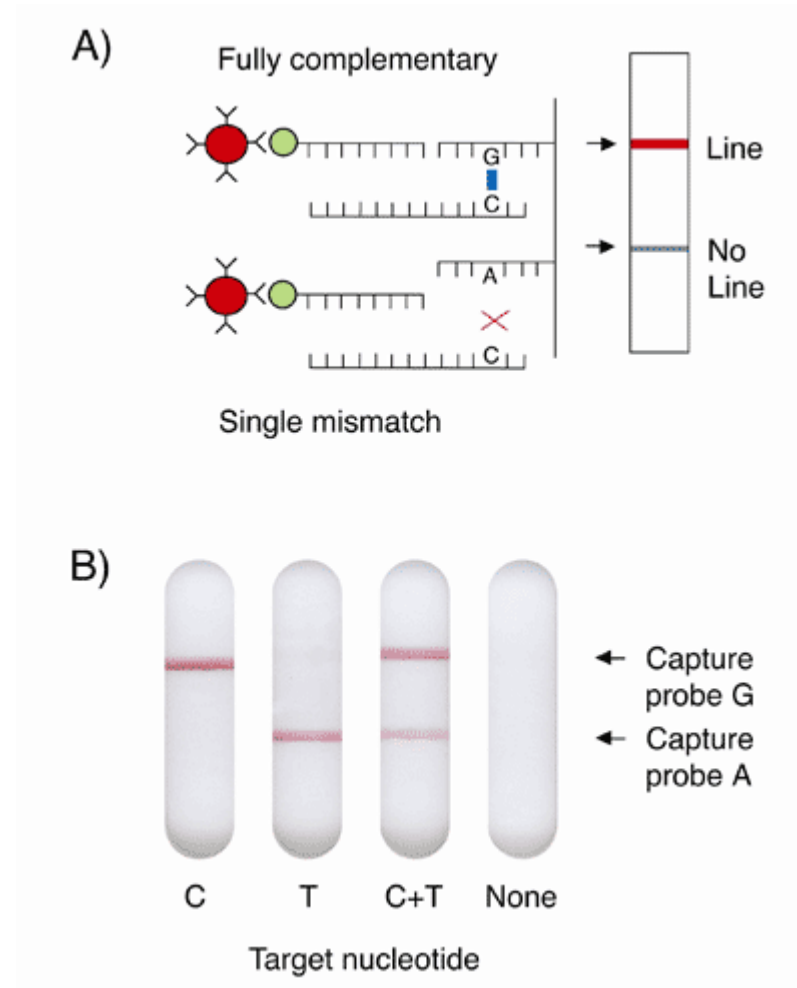 A)
Fully complementary
G
C
Line
A
No
Line
C
Single mismatch
B)
Capture
probe G
Capture
probe A
C T C+T None
Target nucleotide